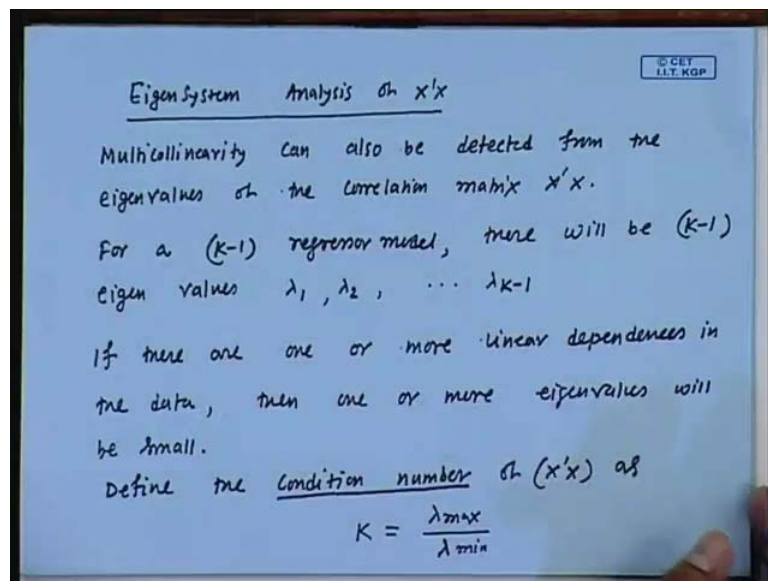 © CET
I.I.T. KGP
Eigen System Analysis of X'X
Multicollinearity can also be detected from the
eigenvalues of the correlation matrix X'X.
For a (K-1) regressor model, there will be (K-1)
eigen values λ1, λ2, ... λK-1
If there are one or more linear dependences in
the data, then one or more eigenvalues will
be small.
Define the Condition number of (X'X) as
K = λmax / λmin